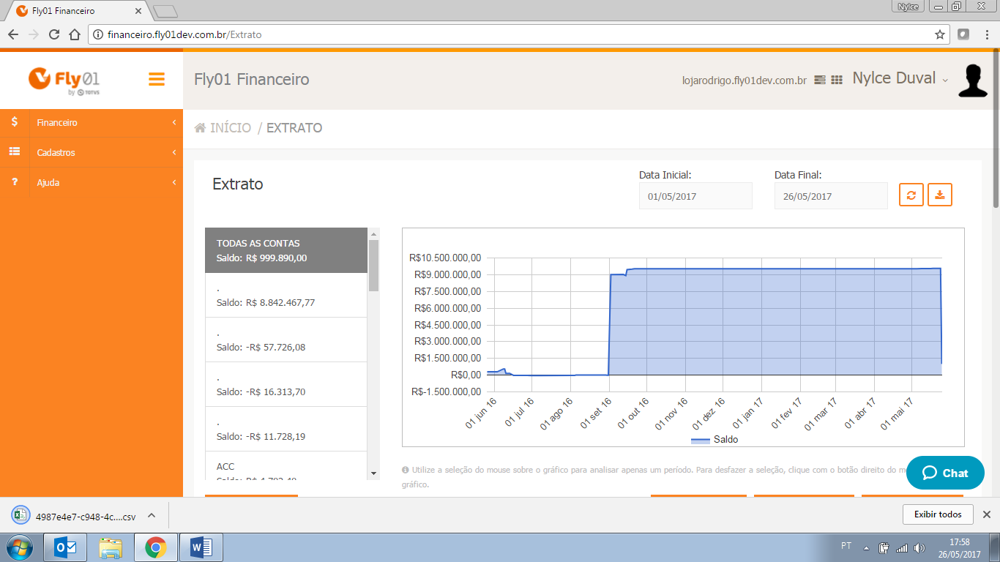 Fly01 Financeiro
Nylce
financeiro.fly01dev.com.br/Extrato
Fly01
by TOTVS
Fly01 Financeiro
lojarodrigo.fly01dev.com.br
Nylce Duval
$ Financeiro
Cadastros
? Ajuda
INÍCIO / EXTRATO
Extrato
Data Inicial:
01/05/2017
Data Final:
26/05/2017
TODAS AS CONTAS
Saldo: R$ 999.890,00
.
Saldo: R$ 8.842.467,77
.
Saldo: -R$ 57.726,08
.
Saldo: -R$ 16.313,70
.
Saldo: -R$ 11.728,19
ACC
R$10.500.000,00
R$9.000.000,00
R$7.500.000,00
R$6.000.000,00
R$4.500.000,00
R$3.000.000,00
R$1.500.000,00
R$0,00
R$-1.500.000,00
01 jun 16
01 jul 16
01 ago 16
01 set 16
01 out 16
01 nov 16
01 dez 16
01 jan 17
01 fev 17
01 mar 17
01 abr 17
01 mai 17
Saldo
Utilize a seleção do mouse sobre o gráfico para analisar apenas um período. Para desfazer a seleção, clique com o botão direito do
gráfico.
Chat
4987e4e7-c948-4c....csv
Exibir todos
PT
17:58
26/05/2017